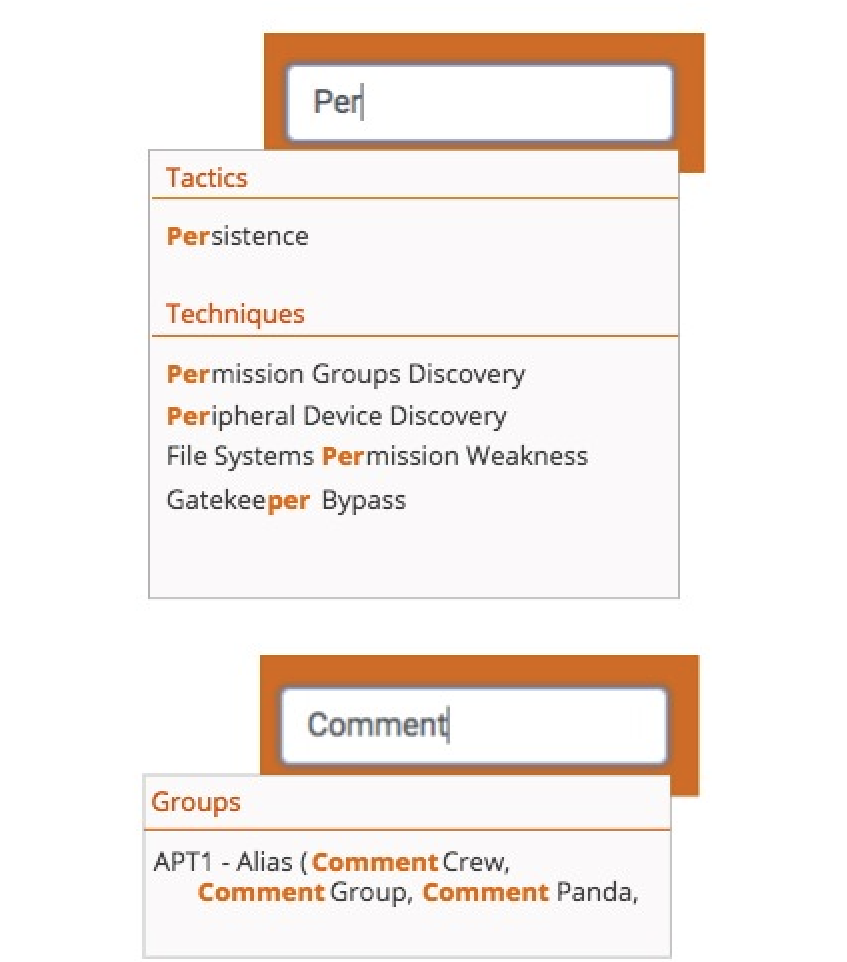 Per
Tactics
Persistence
Techniques
Permission Groups Discovery
Peripheral Device Discovery
File Systems Permission Weakness
Gatekeeper Bypass
Comment
Groups
APT1 - Alias (Comment Crew,
Comment Group, Comment Panda,